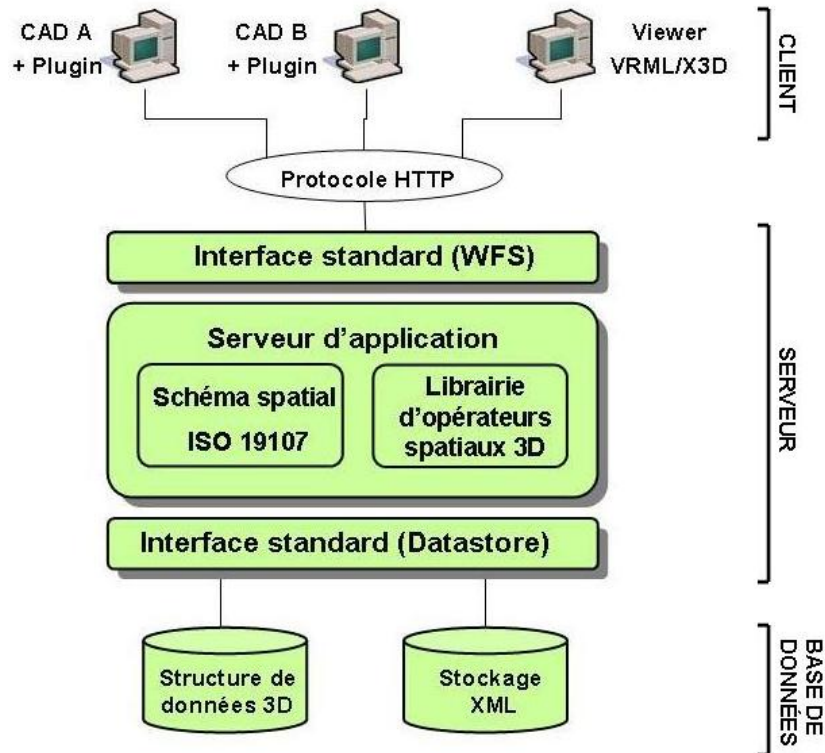 CAD A
+ Plugin
CAD B
+ Plugin
Viewer
VRML/X3D
CLIENT
Protocole HTTP
Interface standard (WFS)
Serveur d'application
Schéma spatial
ISO 19107
Librairie
d'opérateurs
spatiaux 3D
SERVEUR
Interface standard (Datastore)
Structure de
données 3D
Stockage
XML
BASE DE
DONNÉES